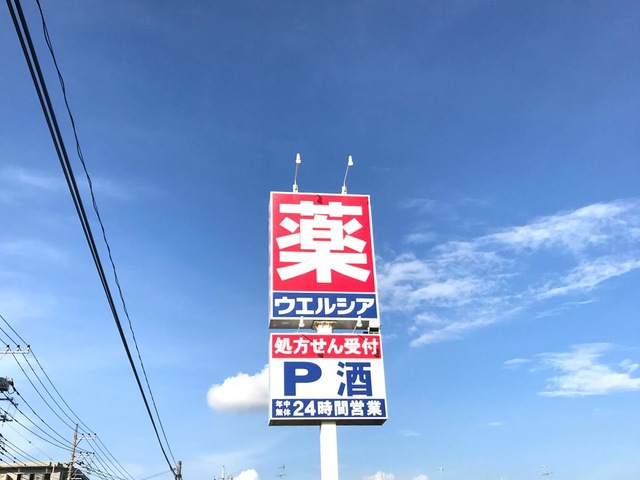 薬
ウエルシア
処方せん受付
P 酒
年中無休 24時間営業